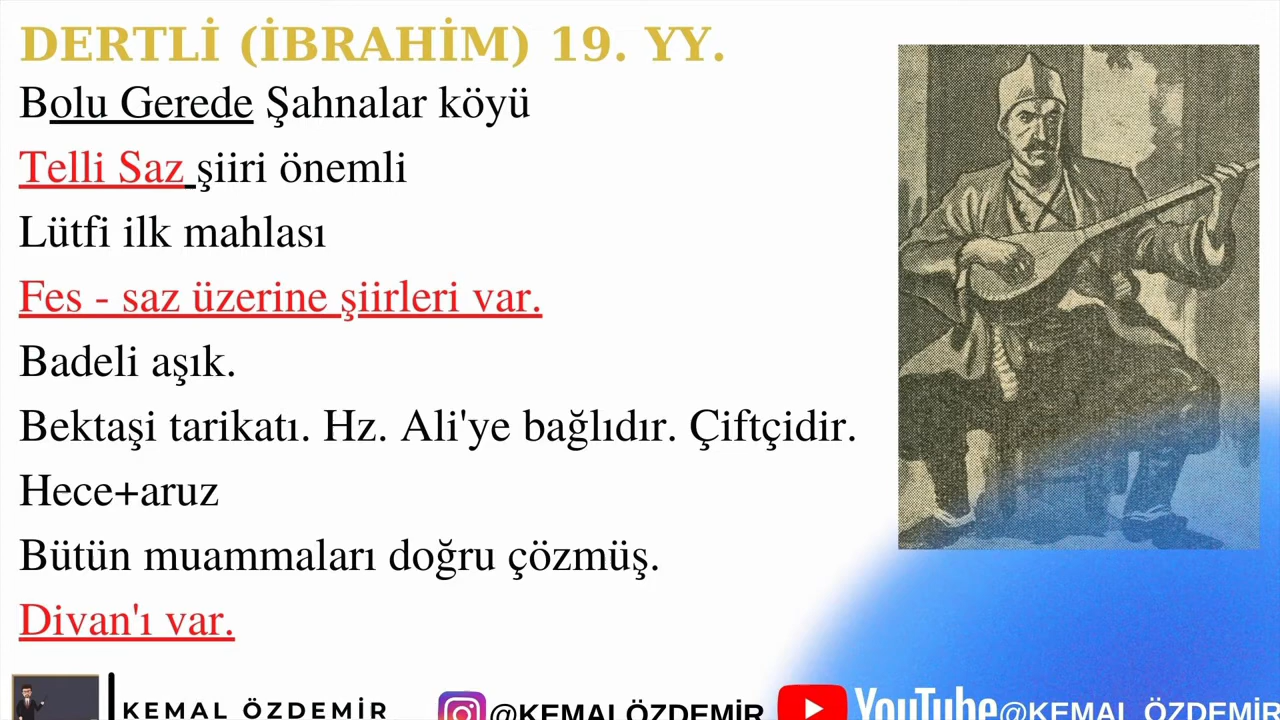 DERTLİ (İBRAHİM) 19. YY.
Bolu Gerede Şahnalar köyü
Telli Saz şiiri önemli
Lütfi ilk mahlası
Fes - saz üzerine şiirleri var.
Badeli aşık.
Bektaşi tarikatı. Hz. Ali'ye bağlıdır. Çiftçidir.
Hece+aruz
Bütün muammaları doğru çözmüş.
Divan'ı var.
KEMAL ÖZDEMİR
@KEMALÖZDEMİR
YouTube@KEMAL ÖZDEMİR